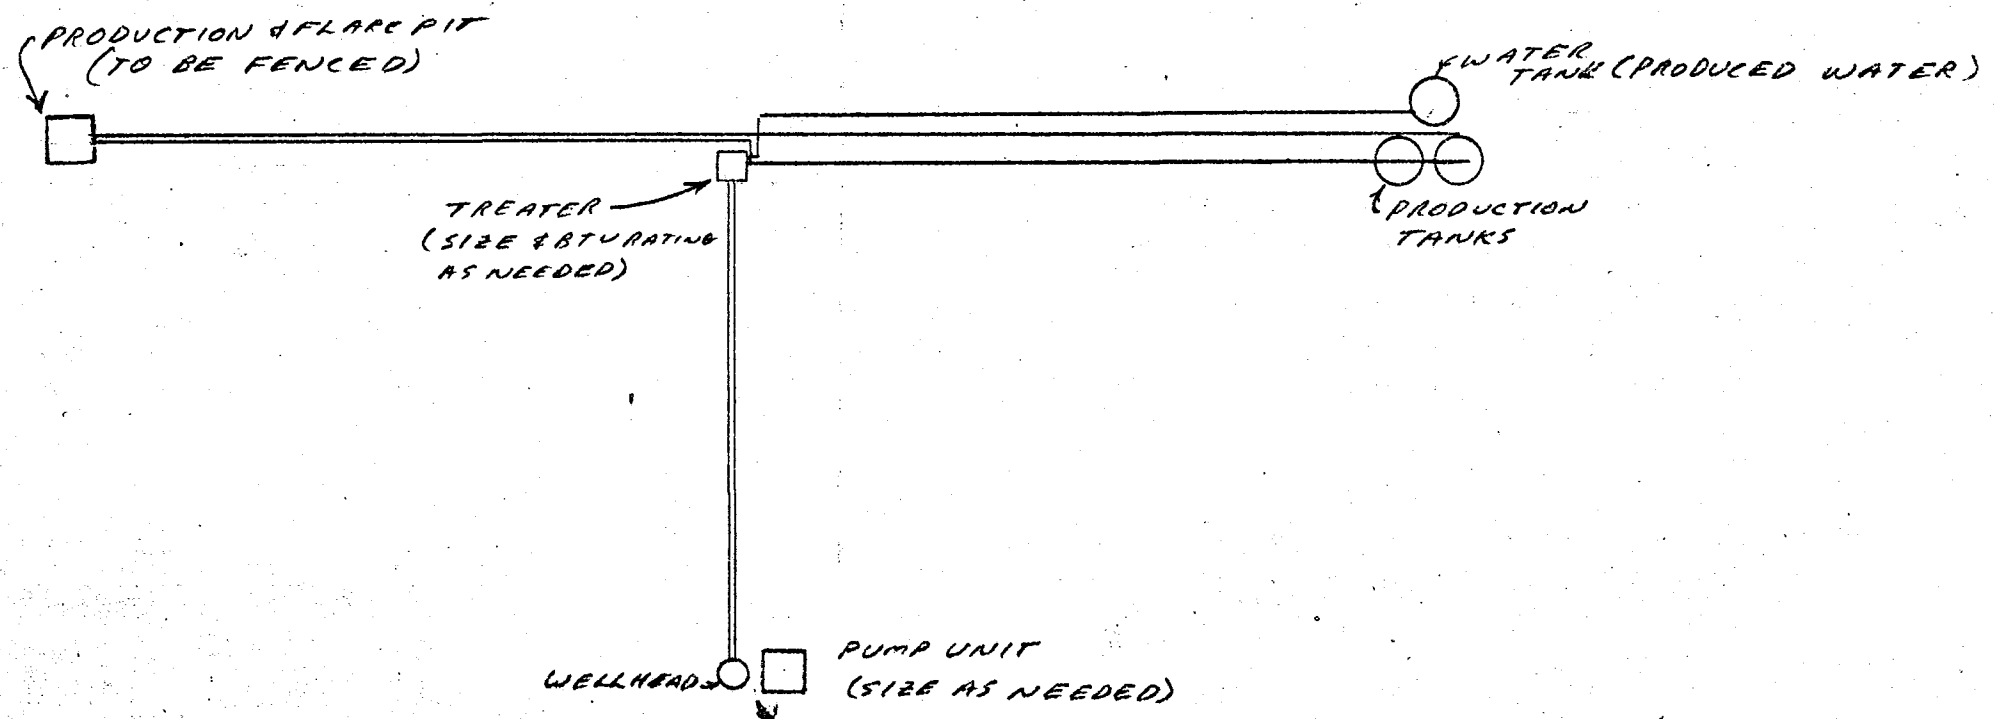 PRODUCTION & FLARE PIT
(TO BE FENCED)
WATER
TANK (PRODUCED WATER)
TREATER
(SIZE & BTU RATING
AS NEEDED)
PRODUCTION
TANKS
WELLHEAD
PUMP UNIT
(SIZE AS NEEDED)